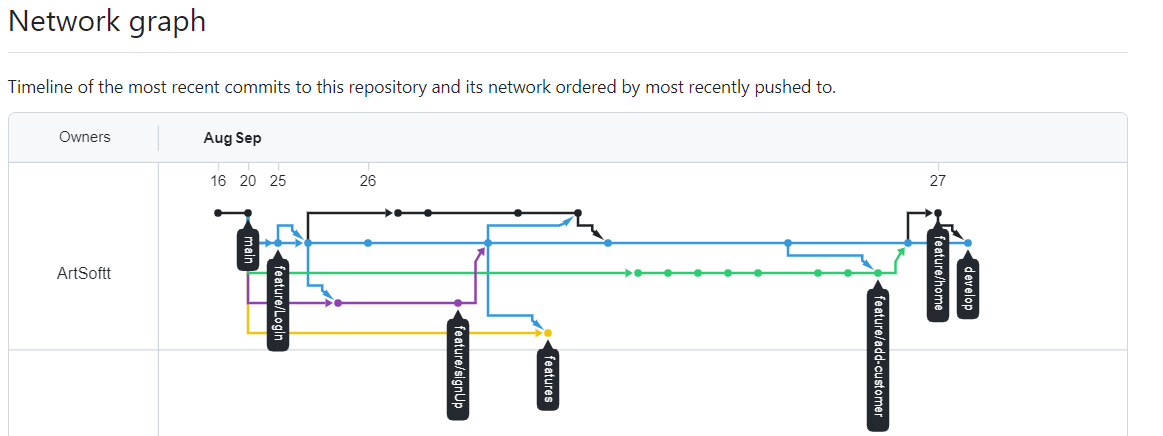 Network graph
Timeline of the most recent commits to this repository and its network ordered by most recently pushed to.
Owners
Aug Sep
16 20 25 26 27
ArtSoftt
main
feature/Login
feature/signUp
features
feature/add-customer
feature/home
develop